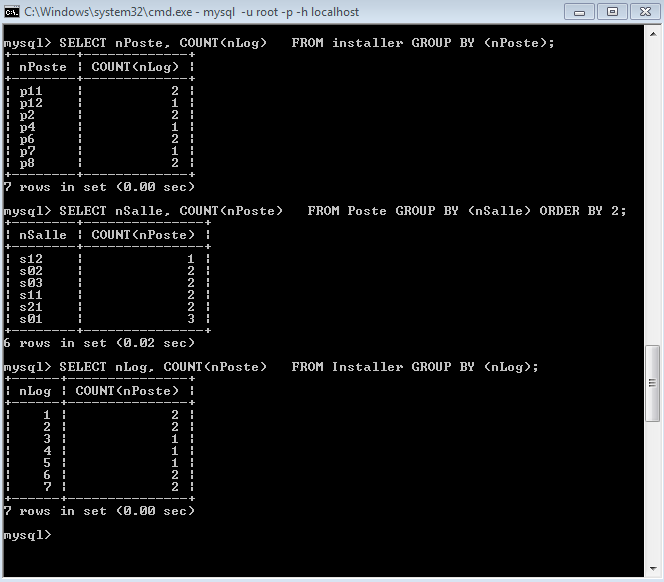 C:\Windows\system32\cmd.exe - mysql  -u root -p -h localhost
mysql> SELECT nPoste, COUNT(nLog)   FROM installer GROUP BY (nPoste);
+--------+-------------+
| nPoste | COUNT(nLog) |
+--------+-------------+
| p11    |           2 |
| p12    |           1 |
| p2     |           2 |
| p4     |           1 |
| p6     |           2 |
| p7     |           1 |
| p8     |           2 |
+--------+-------------+
7 rows in set (0.00 sec)
mysql> SELECT nSalle, COUNT(nPoste)   FROM Poste GROUP BY (nSalle) ORDER BY 2;
+--------+---------------+
| nSalle | COUNT(nPoste) |
+--------+---------------+
| s12    |             1 |
| s02    |             2 |
| s03    |             2 |
| s11    |             2 |
| s21    |             2 |
| s01    |             3 |
+--------+---------------+
6 rows in set (0.02 sec)
mysql> SELECT nLog, COUNT(nPoste)   FROM Installer GROUP BY (nLog);
+------+---------------+
| nLog | COUNT(nPoste) |
+------+---------------+
|    1 |             2 |
|    2 |             2 |
|    3 |             1 |
|    4 |             1 |
|    5 |             1 |
|    6 |             2 |
|    7 |             2 |
+------+---------------+
7 rows in set (0.00 sec)
mysql>